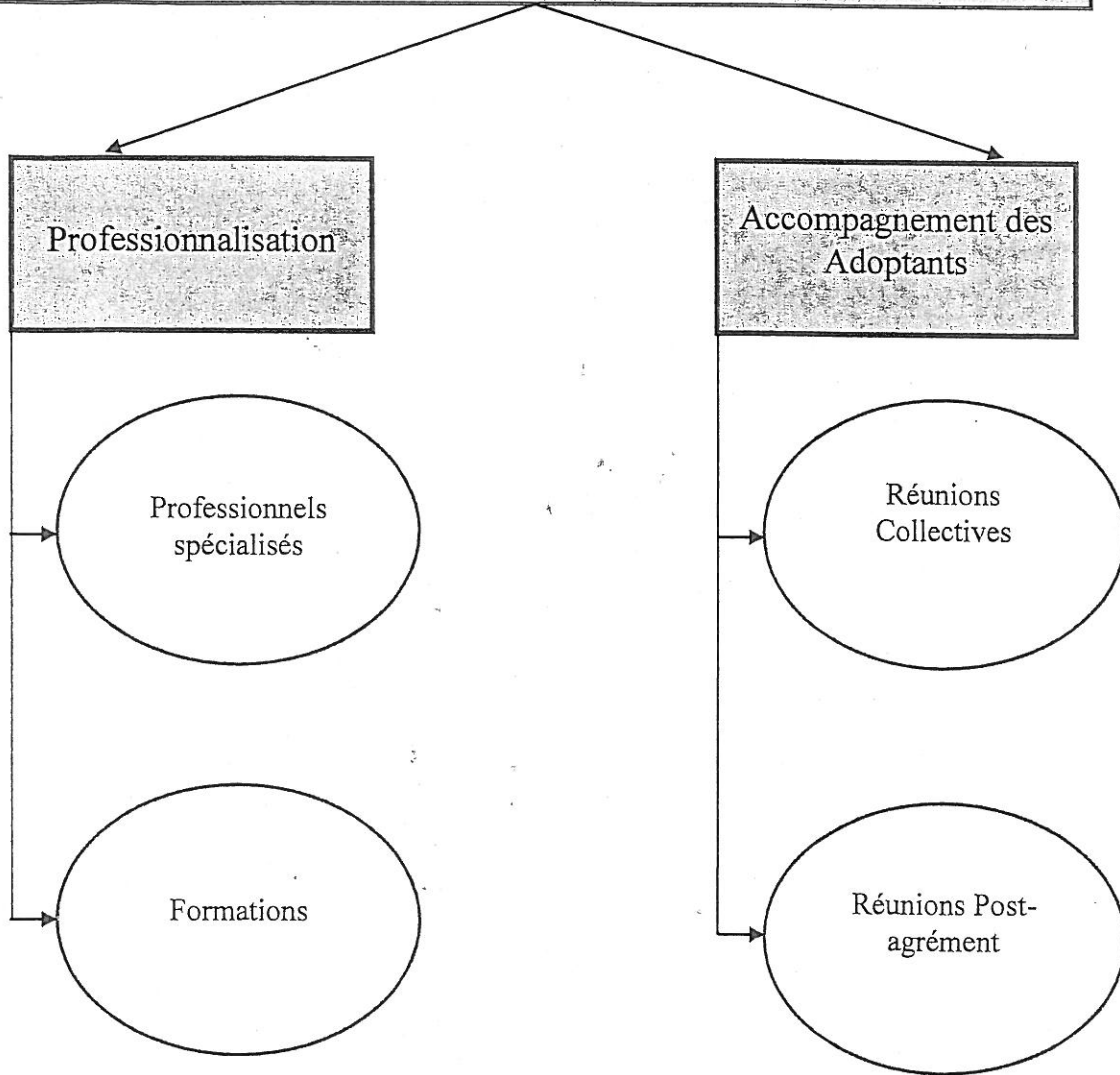 Professionnalisation
Accompagnement des
Adoptants
Professionnels
spécialisés
Réunions
Collectives
Formations
Réunions Post-
agrément